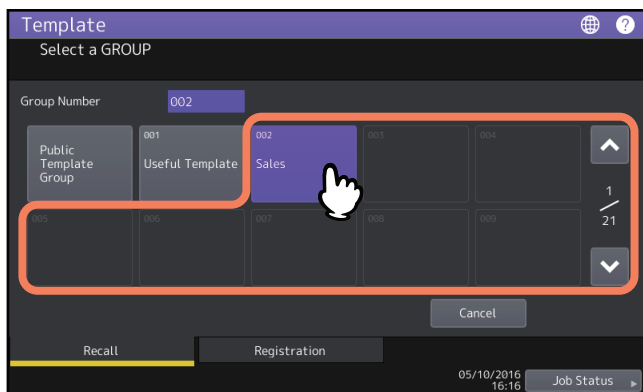 Template
?
Select a GROUP
Group Number 002
Public
Template
Group
001
Useful Template
002
Sales
003
004
1
21
005
006
007
008
009
Cancel
Recall
Registration
05/10/2016
16:16
Job Status